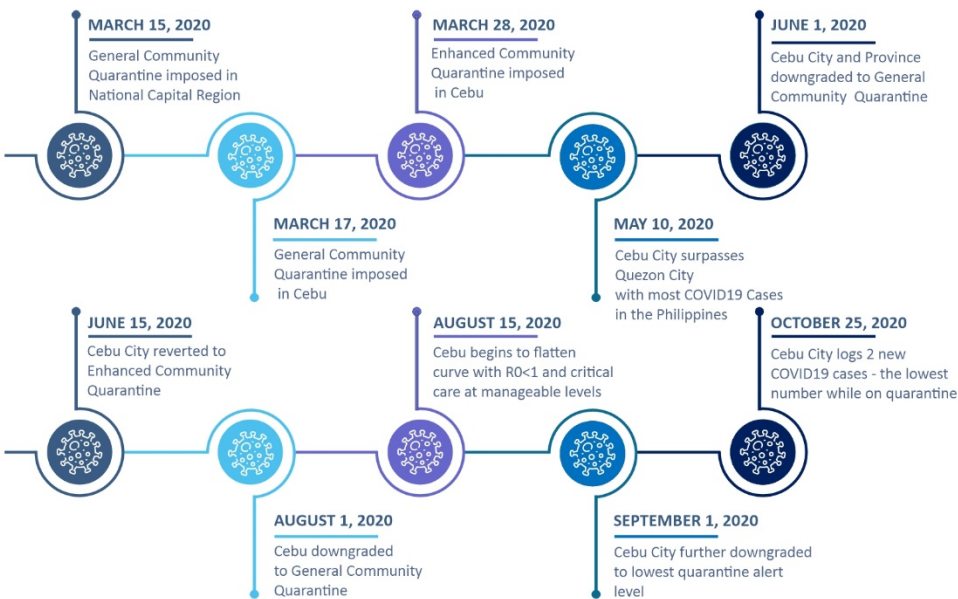 MARCH 15, 2020
General Community
Quarantine imposed in
National Capital Region
MARCH 17, 2020
General Community
Quarantine imposed
in Cebu
MARCH 28, 2020
Enhanced Community
Quarantine imposed
in Cebu
MAY 10, 2020
Cebu City surpasses
Quezon City
with most COVID19 Cases
in the Philippines
JUNE 1, 2020
Cebu City and Province
downgraded to General
Community Quarantine
JUNE 15, 2020
Cebu City reverted to
Enhanced Community
Quarantine
AUGUST 1, 2020
Cebu downgraded
to General Community
Quarantine
AUGUST 15, 2020
Cebu begins to flatten
curve with R0<1 and critical
care at manageable levels
SEPTEMBER 1, 2020
Cebu City further downgraded
to lowest quarantine alert
level
OCTOBER 25, 2020
Cebu City logs 2 new
COVID19 cases - the lowest
number while on quarantine